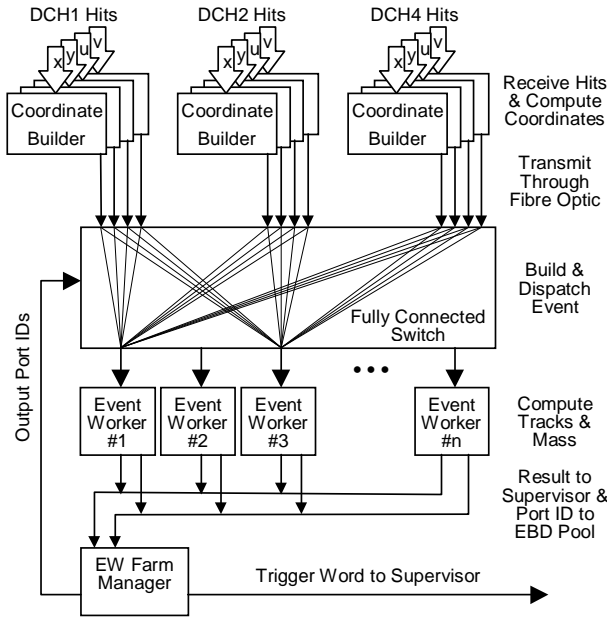 DCH1 Hits
DCH2 Hits
DCH4 Hits
x y u v
x y u v
x y u v
Coordinate
Builder
Coordinate
Builder
Coordinate
Builder
Receive Hits
& Compute
Coordinates
Transmit
Through
Fibre Optic
Build &
Dispatch
Event
Fully Connected
Switch
Output Port IDs
Event
Worker
#1
Event
Worker
#2
Event
Worker
#3
Event
Worker
#n
Compute
Tracks &
Mass
Result to
Supervisor &
Port ID to
EBD Pool
EW Farm
Manager
Trigger Word to Supervisor